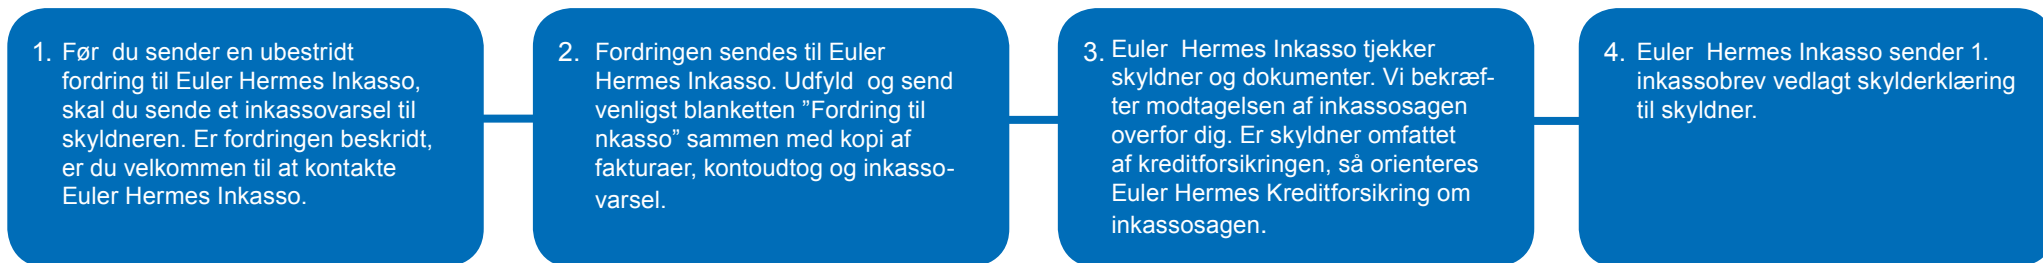 1. Før  du sender en ubestridt
fordring til Euler Hermes Inkasso,
skal du sende et inkassovarsel til
skyldneren. Er fordringen beskridt,
er du velkommen til at kontakte
Euler Hermes Inkasso.
2. Fordringen sendes til Euler
Hermes Inkasso. Udfyld  og send
venligst blanketten ”Fordring til
nkasso” sammen med kopi af
fakturaer, kontoudtog og inkasso-
varsel.
3. Euler  Hermes Inkasso tjekker
skyldner og dokumenter. Vi bekræf-
ter modtagelsen af inkassosagen
overfor dig. Er skyldner omfattet
af kreditforsikringen, så orienteres
Euler Hermes Kreditforsikring om
inkassosagen.
4. Euler  Hermes Inkasso sender 1.
inkassobrev vedlagt skylderklæring
til skyldner.